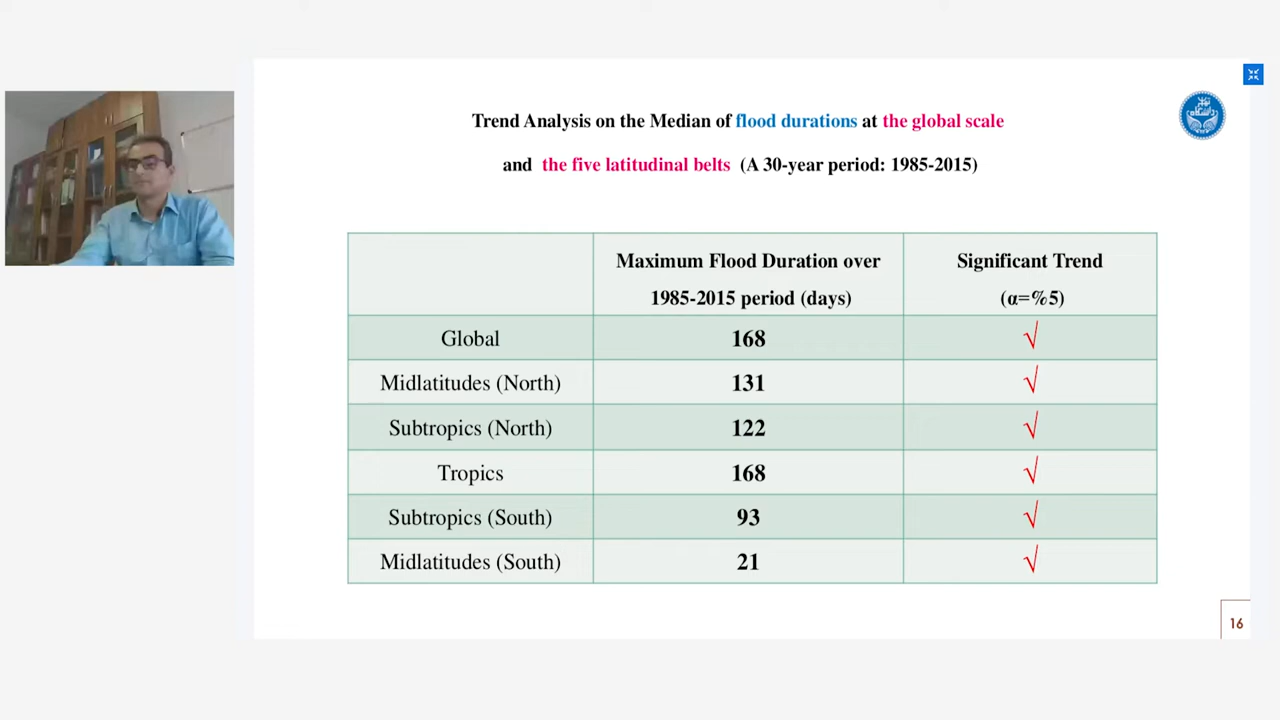 Trend Analysis on the Median of flood durations at the global scale
and the five latitudinal belts (A 30-year period: 1985-2015)
Maximum Flood Duration over
1985-2015 period (days)
Significant Trend
(α=%5)
Global 168 √
Midlatitudes (North) 131 √
Subtropics (North) 122 √
Tropics 168 √
Subtropics (South) 93 √
Midlatitudes (South) 21 √
16